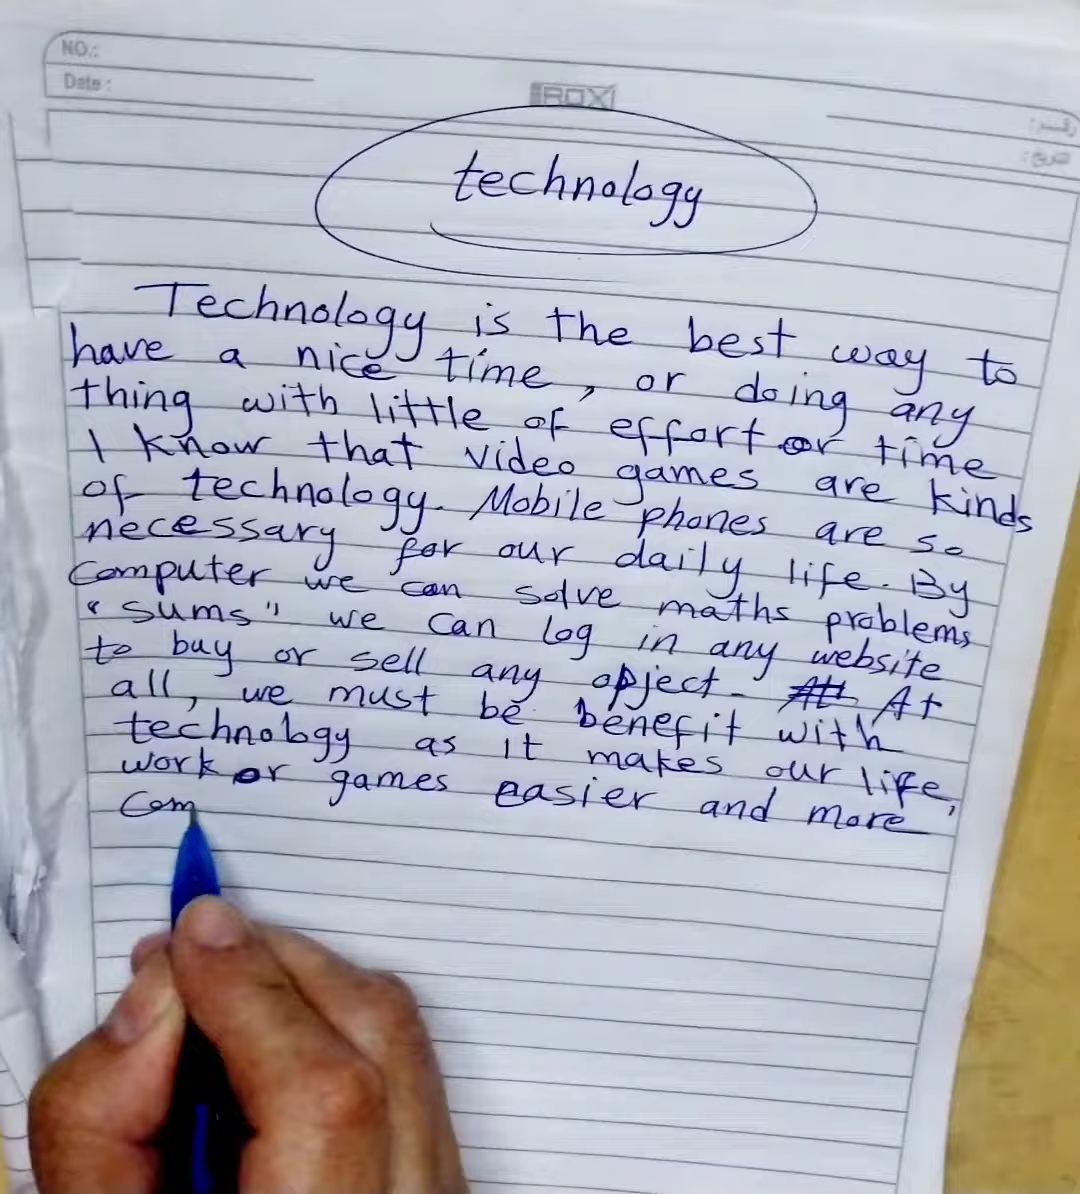 NO.:
Date :
ROXI
رقم :
تاريخ :
technology
Technology is the best way to
have a nice time, or doing any
thing with little of effort or time
I know that video games are kinds
of technology. Mobile phones are so
necessary for our daily life. By
computer we can solve maths problems
"sums" we can log in any website
to buy or sell any opject. At
all, we must be benefit with
technology as it makes our life,
work or games easier and more
com